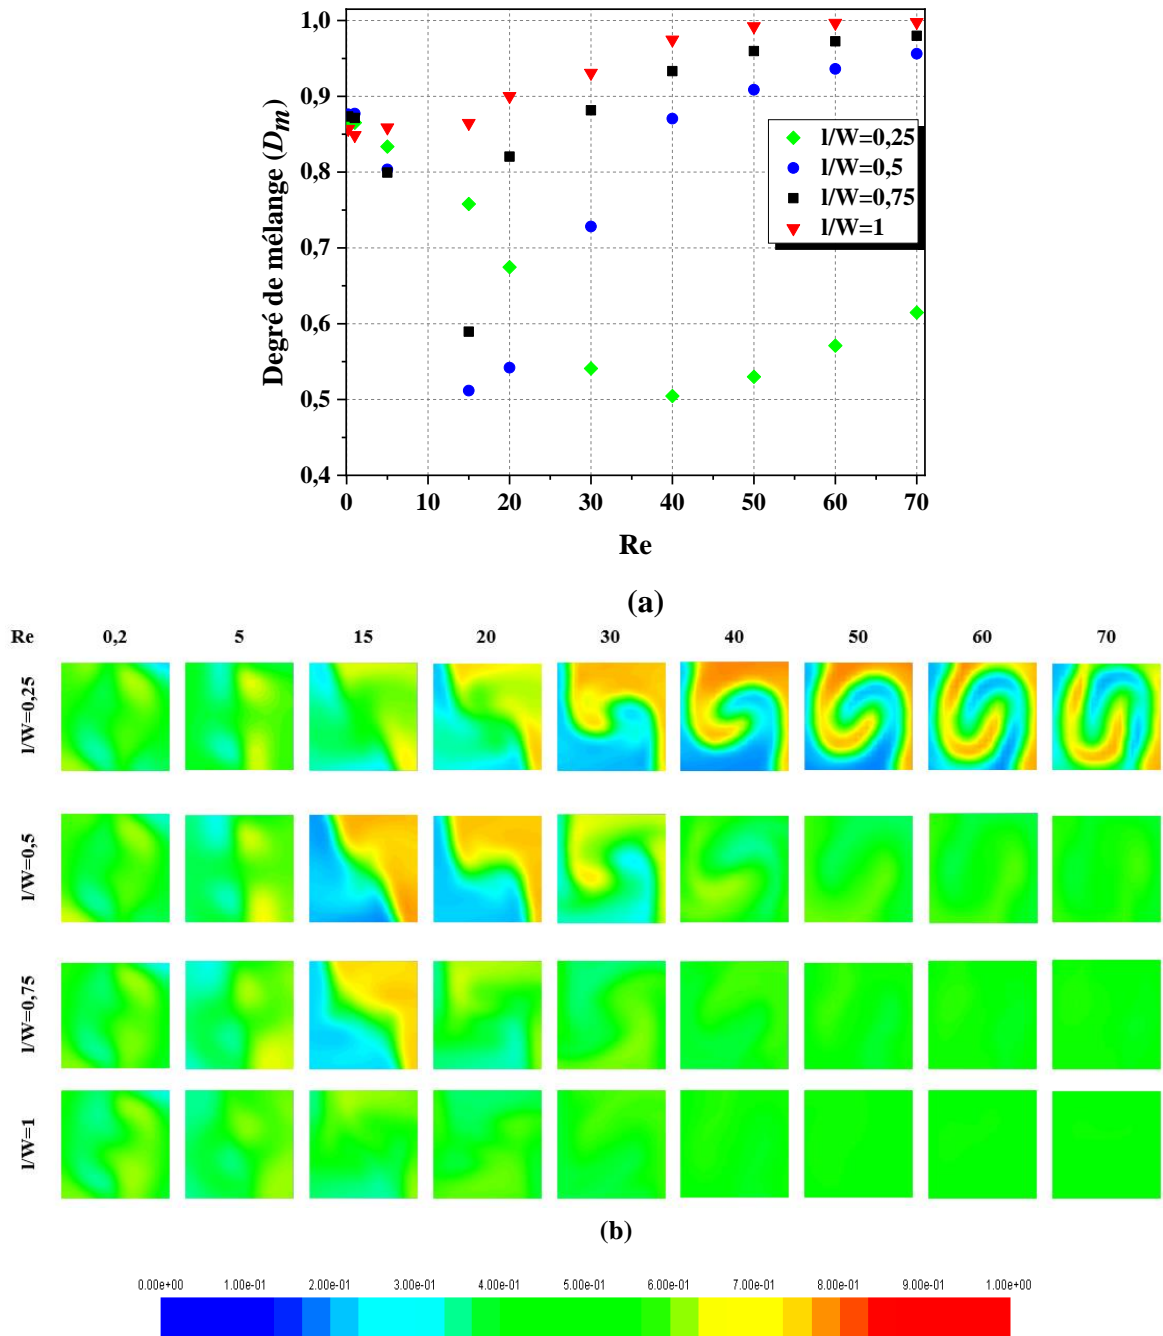 1,0
0,9
0,8
0,7
0,6
0,5
0,4
Degré de mélange (Dm)
l/W=0,25
l/W=0,5
l/W=0,75
l/W=1
0 10 20 30 40 50 60 70
Re
(a)
Re 0,2 5 15 20 30 40 50 60 70
l/W=0,25
l/W=0,5
l/W=0,75
l/W=1
(b)
0.00e+00 1.00e-01 2.00e-01 3.00e-01 4.00e-01 5.00e-01 6.00e-01 7.00e-01 8.00e-01 9.00e-01 1.00e+00